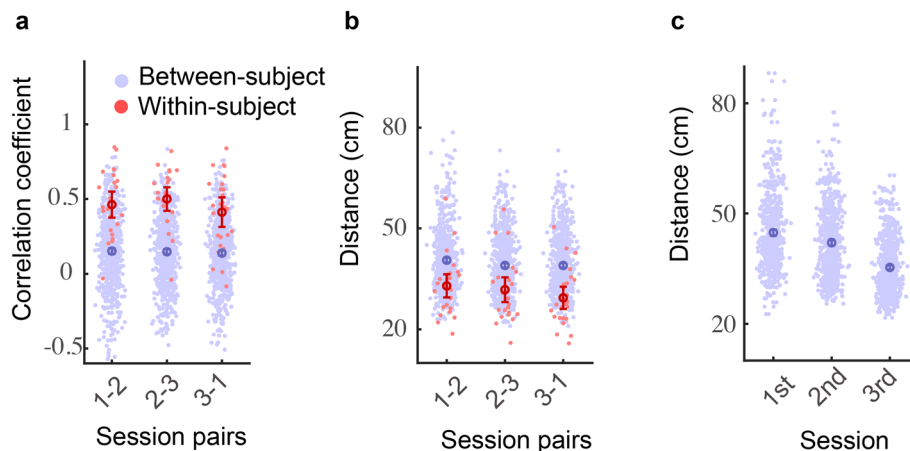 a
Between-subject
Within-subject
Correlation coefficient
1
0.5
0
-0.5
1-2
2-3
3-1
Session pairs
b
Distance (cm)
80
50
20
1-2
2-3
3-1
Session pairs
c
Distance (cm)
80
50
20
1st
2nd
3rd
Session